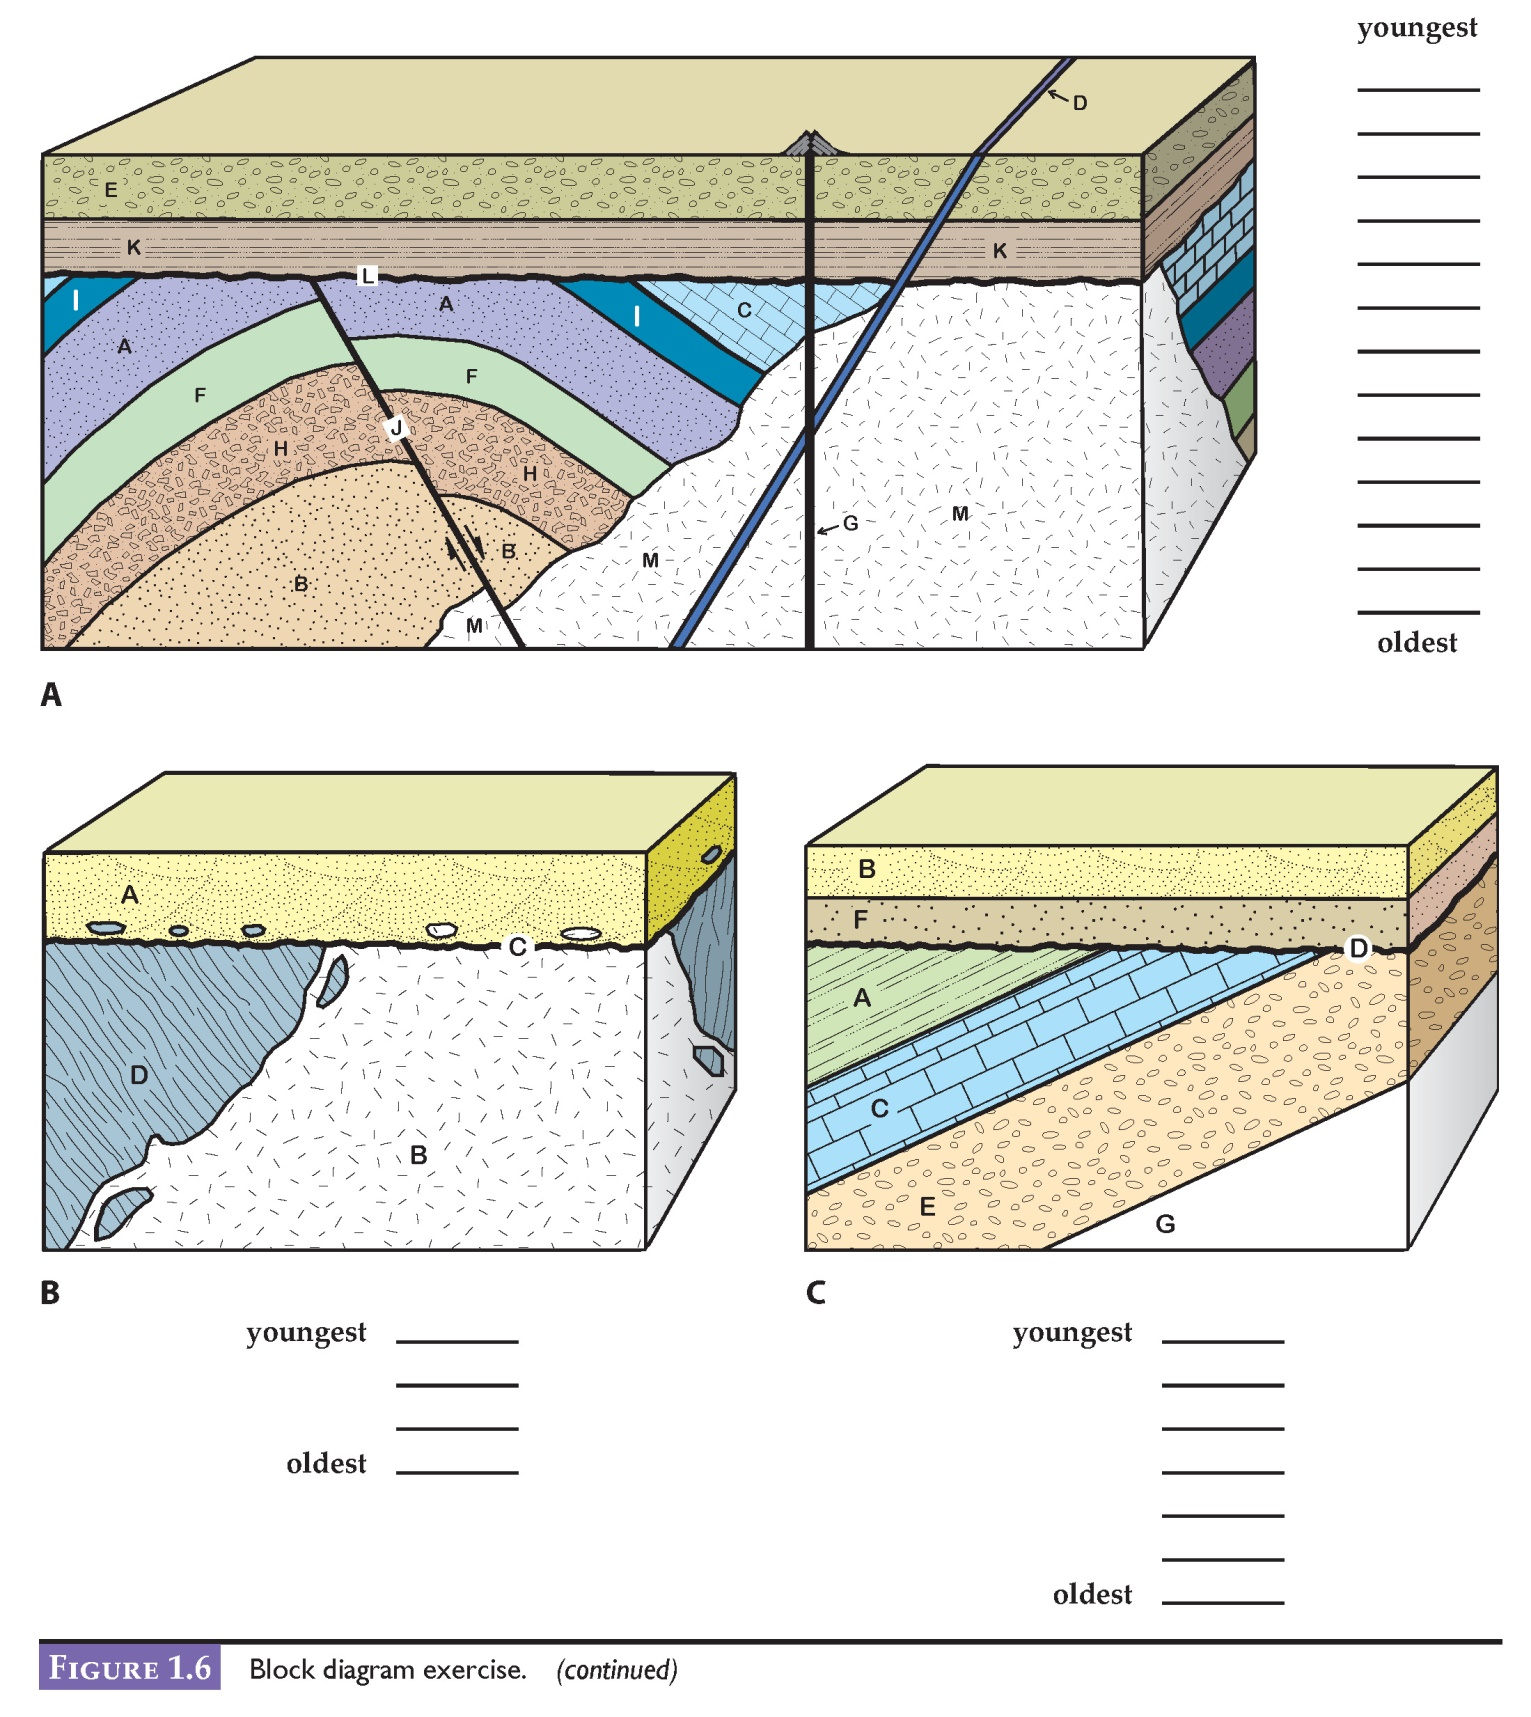 youngest
D
E
K
K
L
I
A
A
I
C
F
F
J
H
H
G
M
B
B
M
M
oldest
A
A
C
D
B
B
F
D
A
C
E
G
B
C
youngest
youngest
oldest
oldest
FIGURE 1.6 Block diagram exercise. (continued)